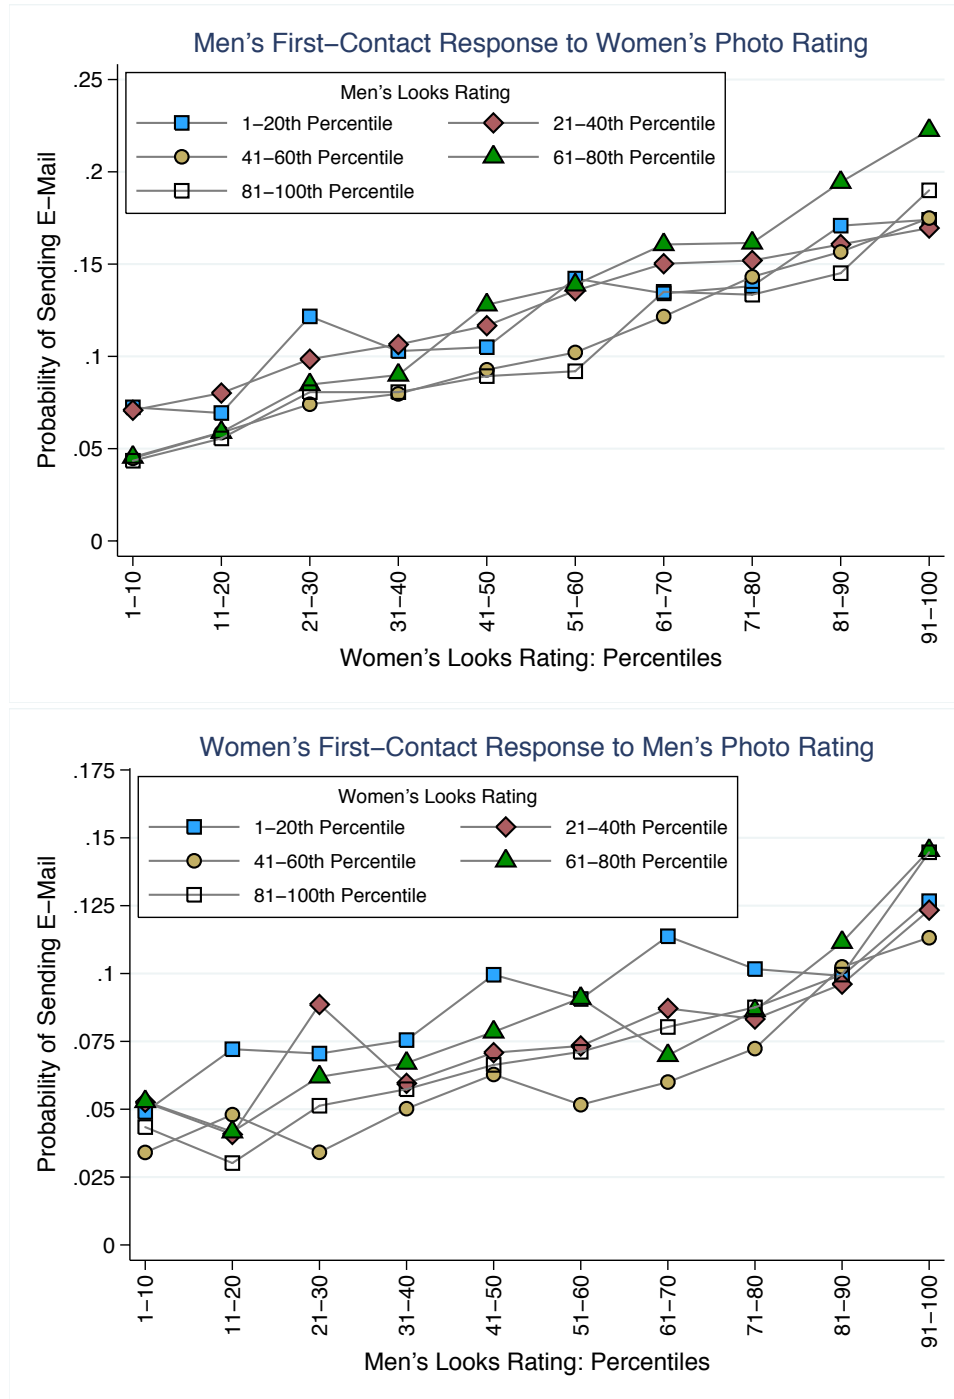 Men's First−Contact Response to Women's Photo Rating
Probability of Sending E−Mail
.25
.2
.15
.1
.05
0
Men's Looks Rating
1−20th Percentile
21−40th Percentile
41−60th Percentile
61−80th Percentile
81−100th Percentile
1−10
11−20
21−30
31−40
41−50
51−60
61−70
71−80
81−90
91−100
Women's Looks Rating: Percentiles
Women's First−Contact Response to Men's Photo Rating
Probability of Sending E−Mail
.175
.15
.125
.1
.075
.05
.025
0
Women's Looks Rating
1−20th Percentile
21−40th Percentile
41−60th Percentile
61−80th Percentile
81−100th Percentile
1−10
11−20
21−30
31−40
41−50
51−60
61−70
71−80
81−90
91−100
Men's Looks Rating: Percentiles